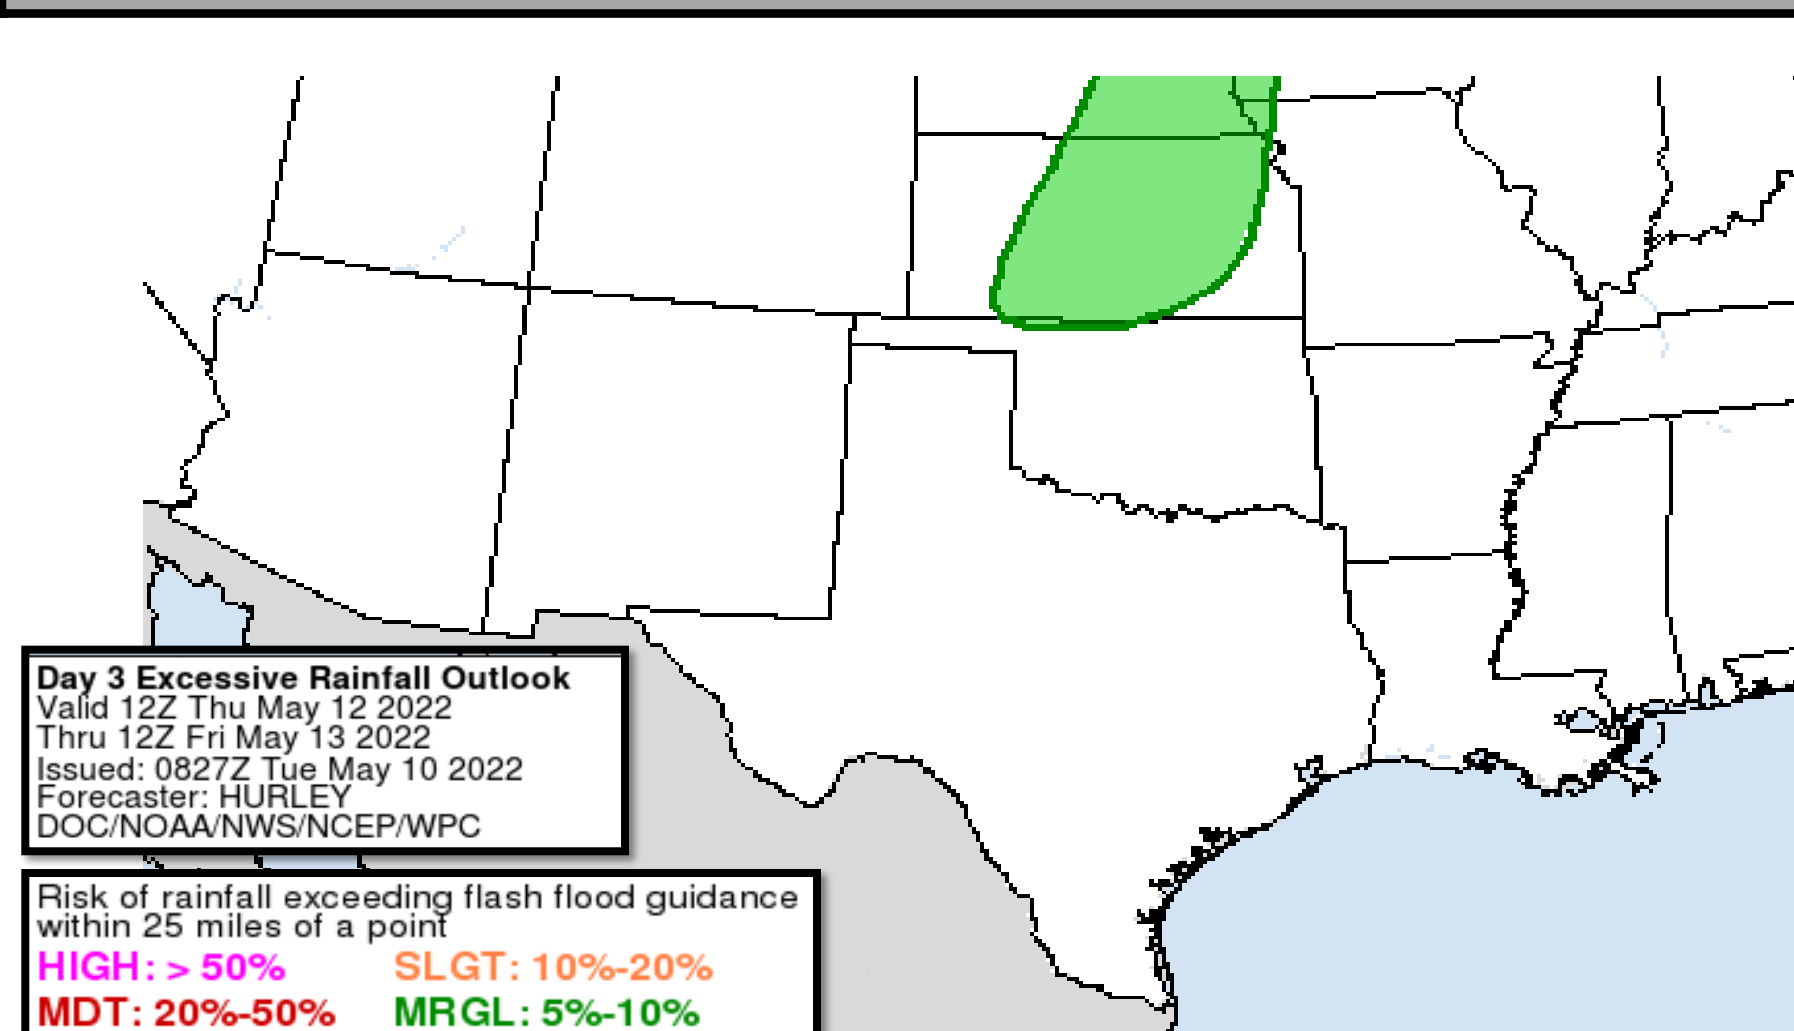 Day 3 Excessive Rainfall Outlook
Valid 12Z Thu May 12 2022
Thru 12Z Fri May 13 2022
Issued: 0827Z Tue May 10 2022
Forecaster: HURLEY
DOC/NOAA/NWS/NCEP/WPC
Risk of rainfall exceeding flash flood guidance
within 25 miles of a point
HIGH: > 50% SLGT: 10%-20%
MDT: 20%-50% MRGL: 5%-10%